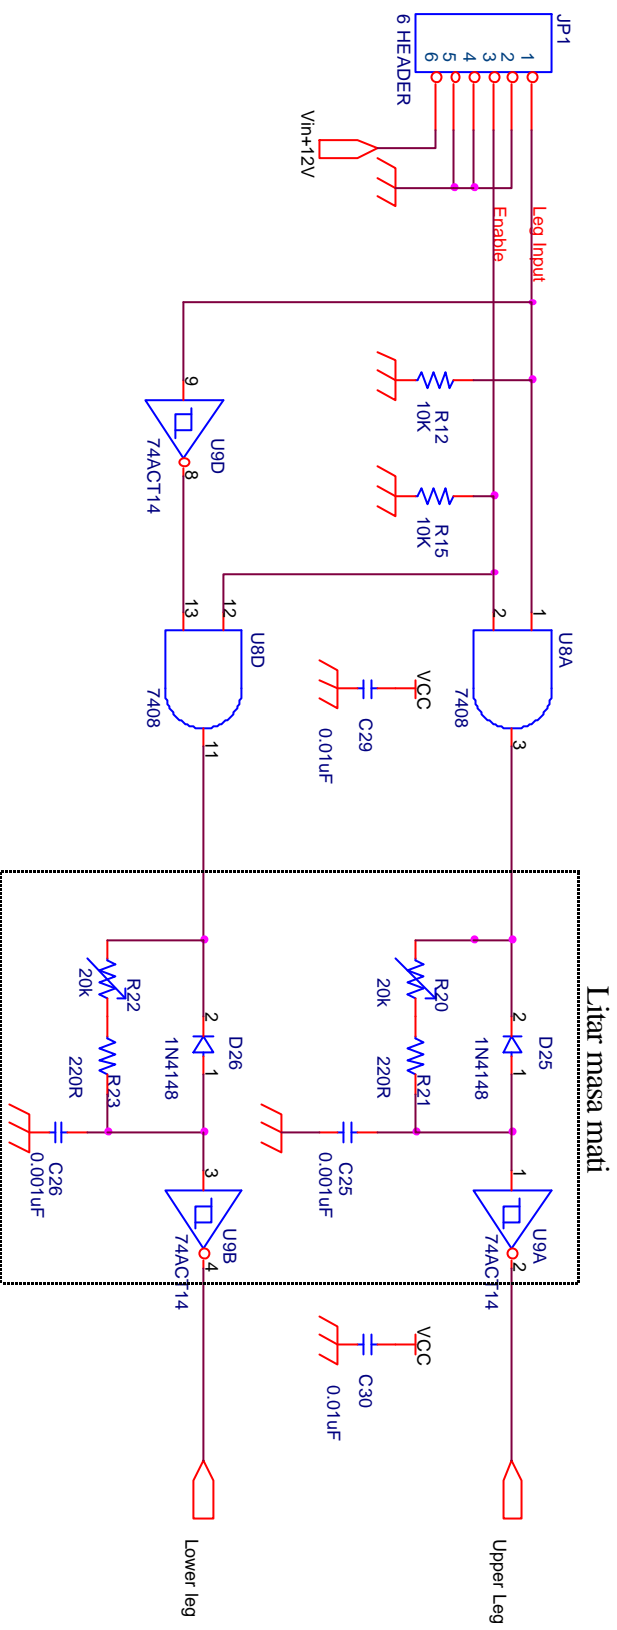 JP1
6 HEADER
1
2
3
4
5
6
Vin+12V
Leg Input
Enable
R12
10K
R15
10K
9
U9D
8
74ACT14
1
2
U8A
3
7408
12
13
U8D
11
7408
VCC
C29
0.01uF
Litar masa mati
R20
20k
R21
220R
2
D25
1
1N4148
C25
0.001uF
1
U9A
2
74ACT14
R22
20k
R23
220R
2
D26
1
1N4148
C26
0.001uF
3
U9B
4
74ACT14
VCC
C30
0.01uF
Upper Leg
Lower leg